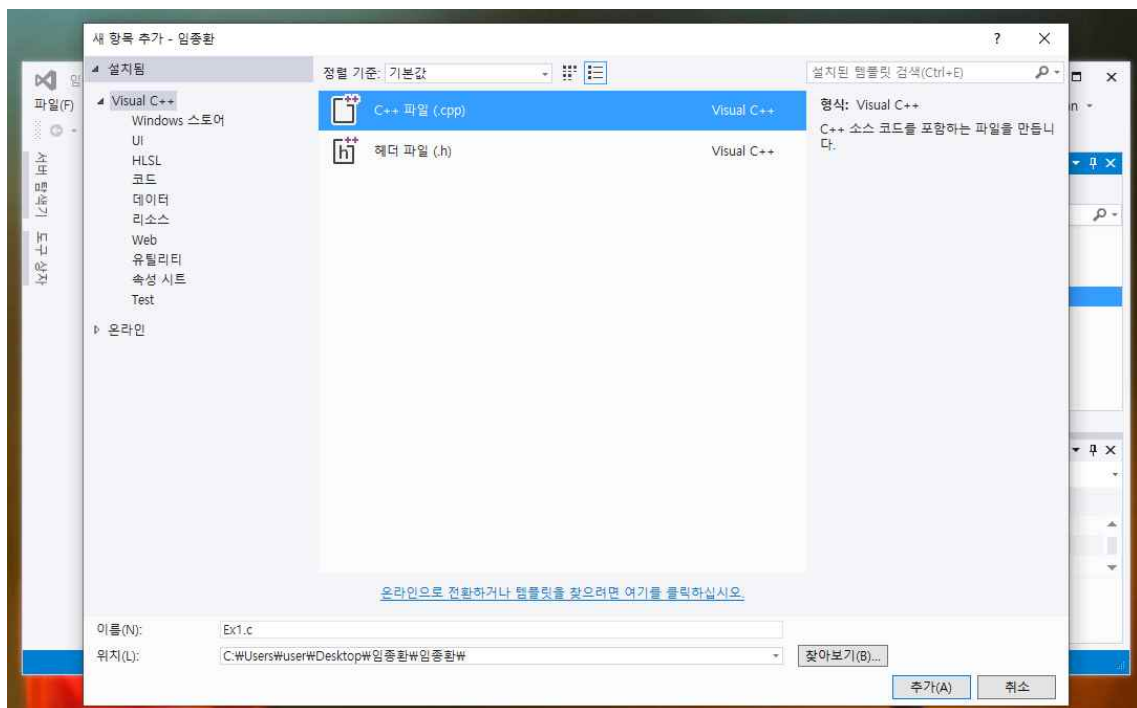 새 항목 추가 - 임종환
? ×
임
파일(F)
서버 탐색기
도구 상자
◢ 설치됨
◢ Visual C++
Windows 스토어
UI
HLSL
코드
데이터
리소스
Web
유틸리티
속성 시트
Test
▷ 온라인
정렬 기준: 기본값
C++ 파일 (.cpp) Visual C++
헤더 파일 (.h) Visual C++
설치된 템플릿 검색(Ctrl+E)
형식: Visual C++
C++ 소스 코드를 포함하는 파일을 만듭니
다.
온라인으로 전환하거나 템플릿을 찾으려면 여기를 클릭하십시오.
이름(N): Ex1.c
위치(L): C:₩Users₩user₩Desktop₩임종환₩임종환₩
찾아보기(B)...
추가(A) 취소